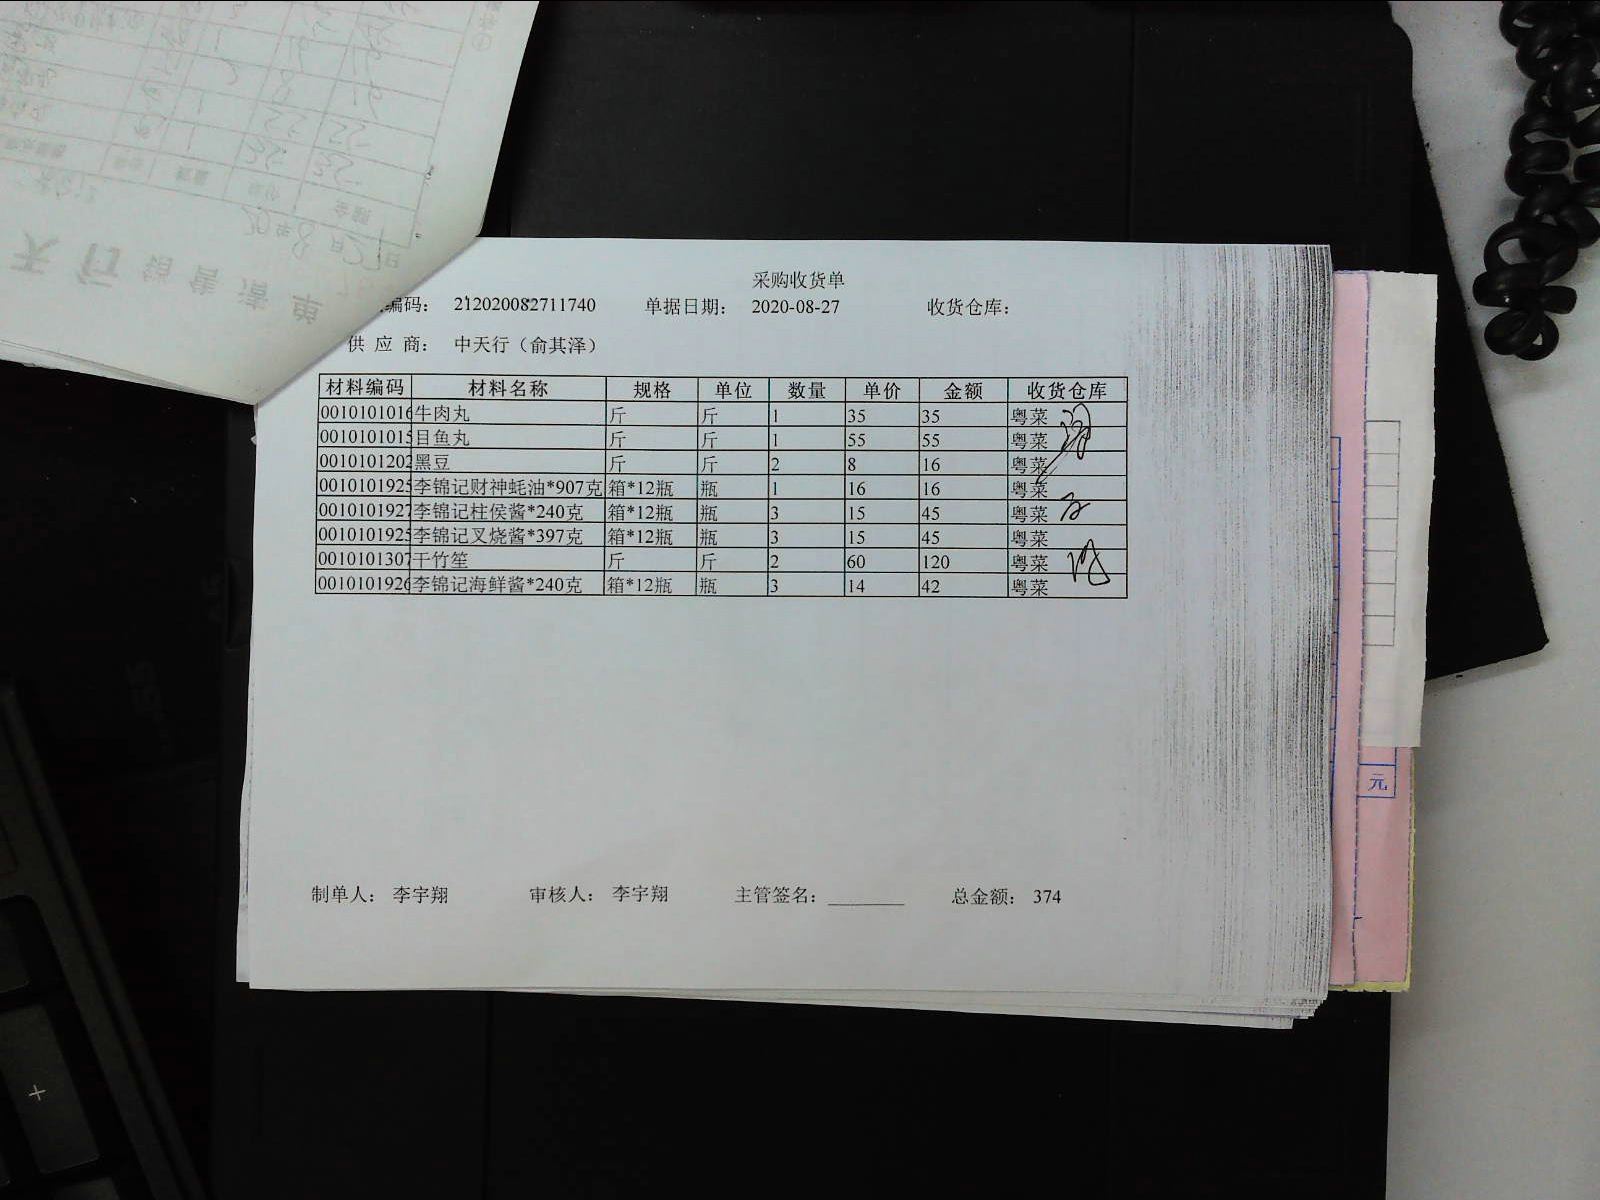 采购收货单
编码： 212020082711740 单据日期： 2020-08-27 收货仓库：
供 应 商： 中天行（俞其泽）
材料编码 材料名称 规格 单位 数量 单价 金额 收货仓库
0010101016 牛肉丸 斤 斤 1 35 35 粤菜
0010101015 目鱼丸 斤 斤 1 55 55 粤菜
0010101202 黑豆 斤 斤 2 8 16 粤菜
0010101925 李锦记财神蚝油*907克 箱*12瓶 瓶 1 16 16 粤菜
0010101927 李锦记柱侯酱*240克 箱*12瓶 瓶 3 15 45 粤菜
0010101925 李锦记叉烧酱*397克 箱*12瓶 瓶 3 15 45 粤菜
0010101307 干竹笙 斤 斤 2 60 120 粤菜
0010101926 李锦记海鲜酱*240克 箱*12瓶 瓶 3 14 42 粤菜
制单人： 李宇翔 审核人： 李宇翔 主管签名： 总金额： 374
元
天行销售清单